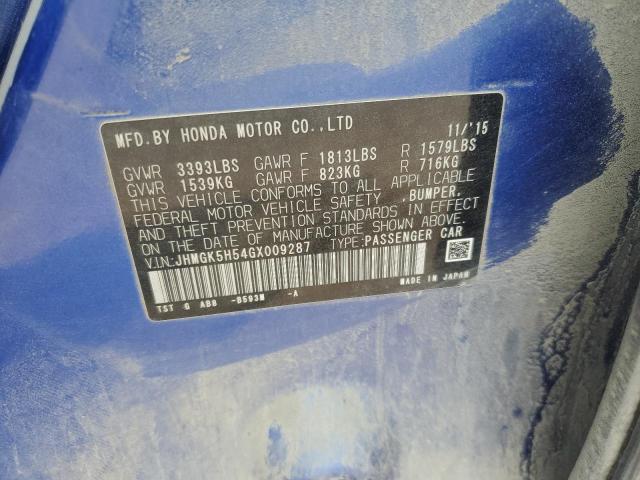 MFD.BY HONDA MOTOR CO.,LTD 11/'15
GVWR 3393LBS GAWR F 1813LBS R 1579LBS
GVWR 1539KG GAWR F 823KG R 716KG
THIS VEHICLE CONFORMS TO ALL APPLICABLE
FEDERAL MOTOR VEHICLE SAFETY ,BUMPER,
AND THEFT PREVENTION STANDARDS IN EFFECT
ON THE DATE OF MANUFACTURE SHOWN ABOVE.
V.I.N:JHMGK5H54GX009287 TYPE:PASSENGER CAR
TST G ABB -B593M -A MADE IN JAPAN